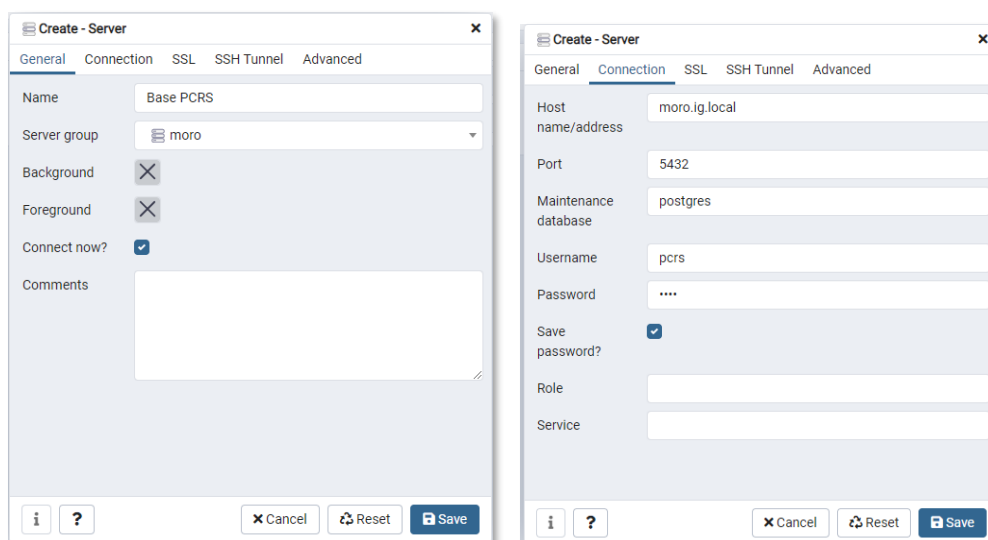 Create - Server
General Connection SSL SSH Tunnel Advanced
Name Base PCRS
Server group moro
Background
Foreground
Connect now?
Comments
i ? Cancel Reset Save
Create - Server
General Connection SSL SSH Tunnel Advanced
Host
name/address
moro.ig.local
Port 5432
Maintenance
database
postgres
Username pcrs
Password ••••
Save
password?
Role
Service
i ? Cancel Reset Save